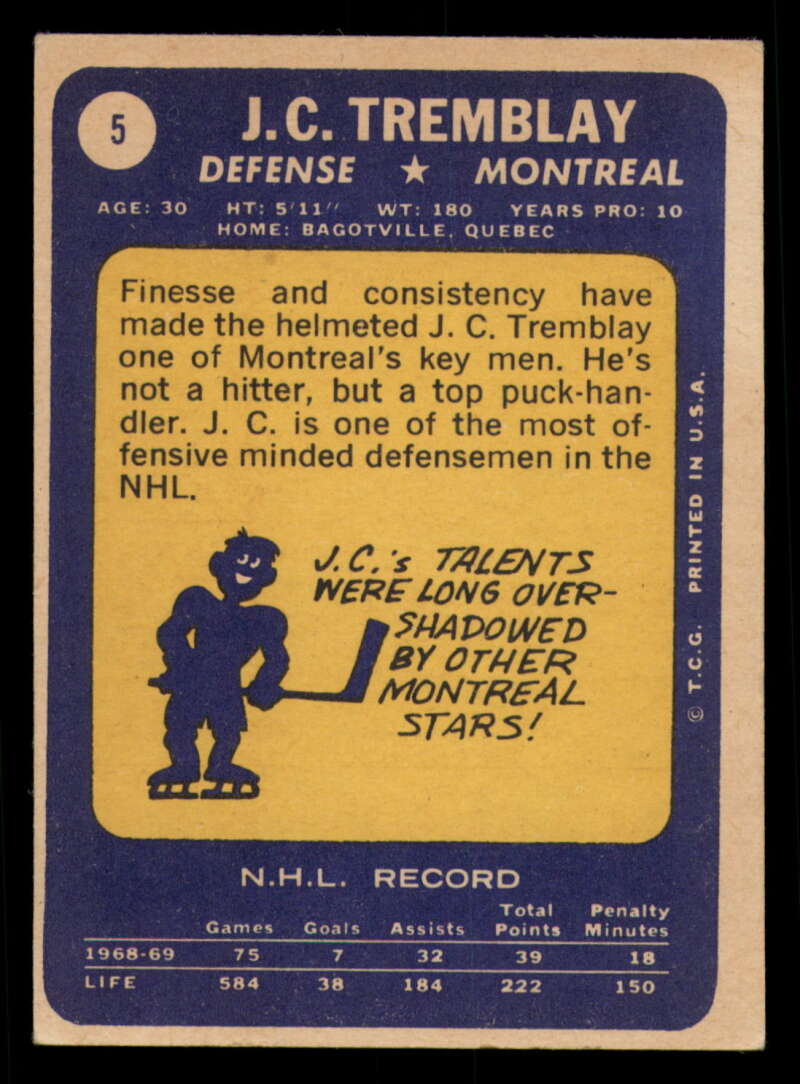 5
J.C. TREMBLAY
DEFENSE ★ MONTREAL
AGE: 30 HT: 5'11" WT: 180 YEARS PRO: 10
HOME: BAGOTVILLE, QUEBEC
Finesse and consistency have
made the helmeted J. C. Tremblay
one of Montreal's key men. He's
not a hitter, but a top puck-han-
dler. J. C. is one of the most of-
fensive minded defensemen in the
NHL.
J.C.'s TALENTS
WERE LONG OVER-
SHADOWED
BY OTHER
MONTREAL
STARS!
© T.C.G. PRINTED IN U.S.A.
N.H.L. RECORD
Games Goals Assists Total Points Penalty Minutes
1968-69 75 7 32 39 18
LIFE 584 38 184 222 150